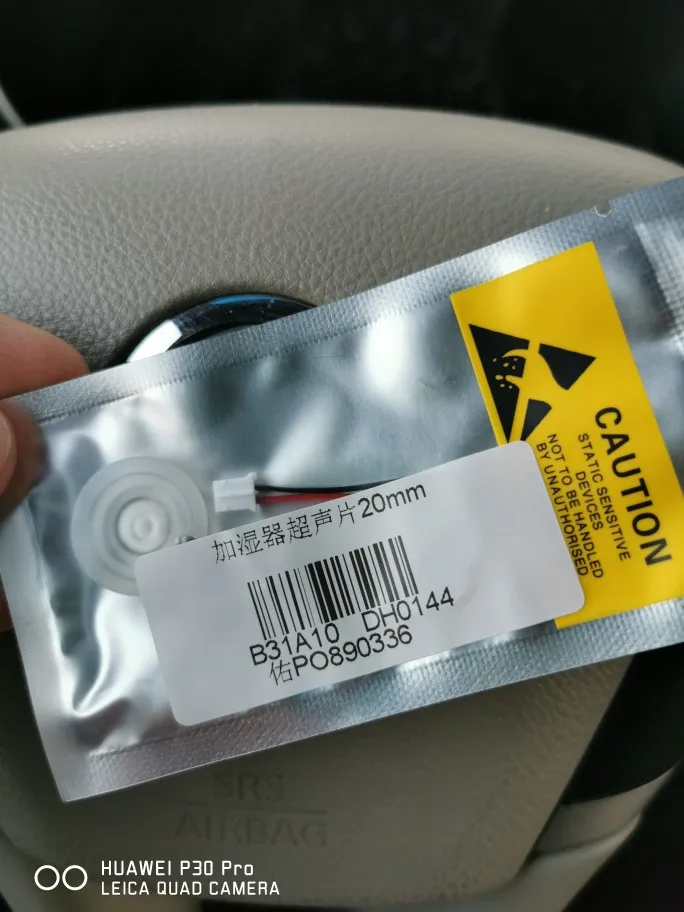 CAUTION
STATIC SENSITIVE
DEVICES
NOT TO BE HANDLED
BY UNAUTHORISED
加湿器超声片20mm
B31A10 DH0144
佑PO890336
SRS
AIRBAG
HUAWEI P30 Pro
LEICA QUAD CAMERA